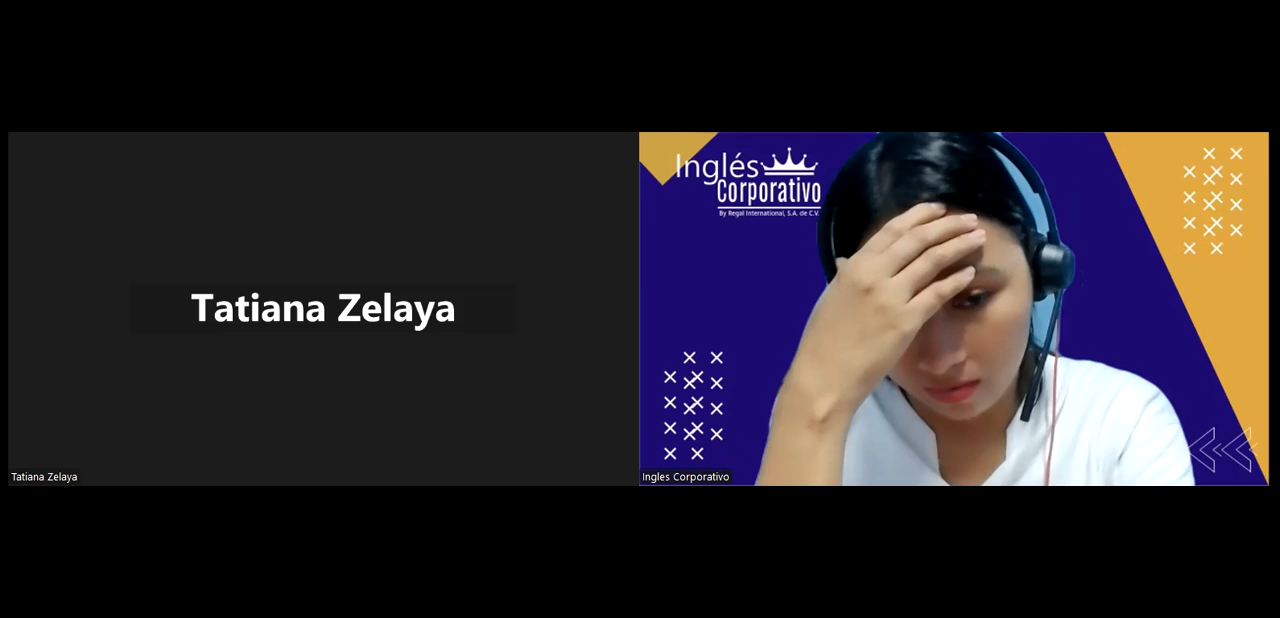 Tatiana Zelaya
Tatiana Zelaya
Inglés
Corporativo
By Regal International, S.A. de C.V.
Ingles Corporativo